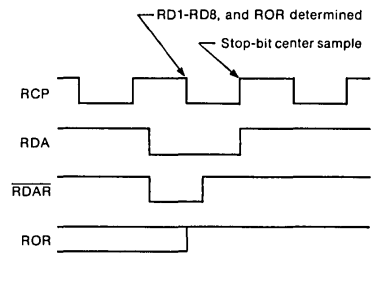 RD1-RD8, and ROR determined
Stop-bit center sample
RCP
RDA
RDAR
ROR